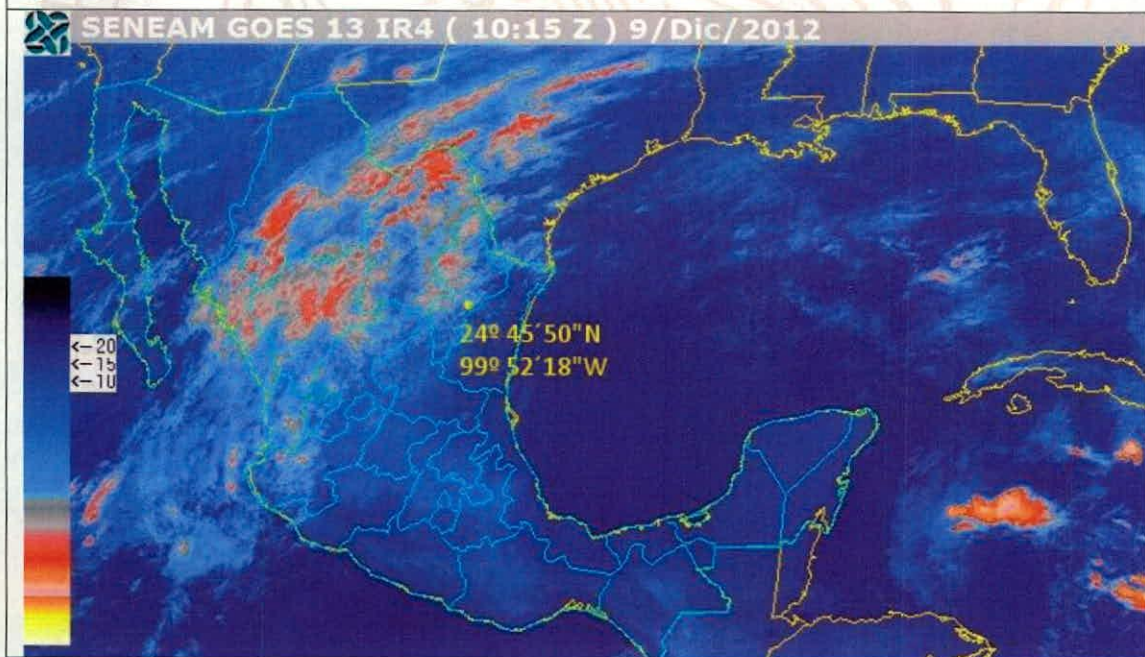 SENEAM GOES 13 IR4 ( 10:15 Z ) 9/Dic/2012
24º 45´50"N
99º 52´18"W
<-20
<-15
<-10